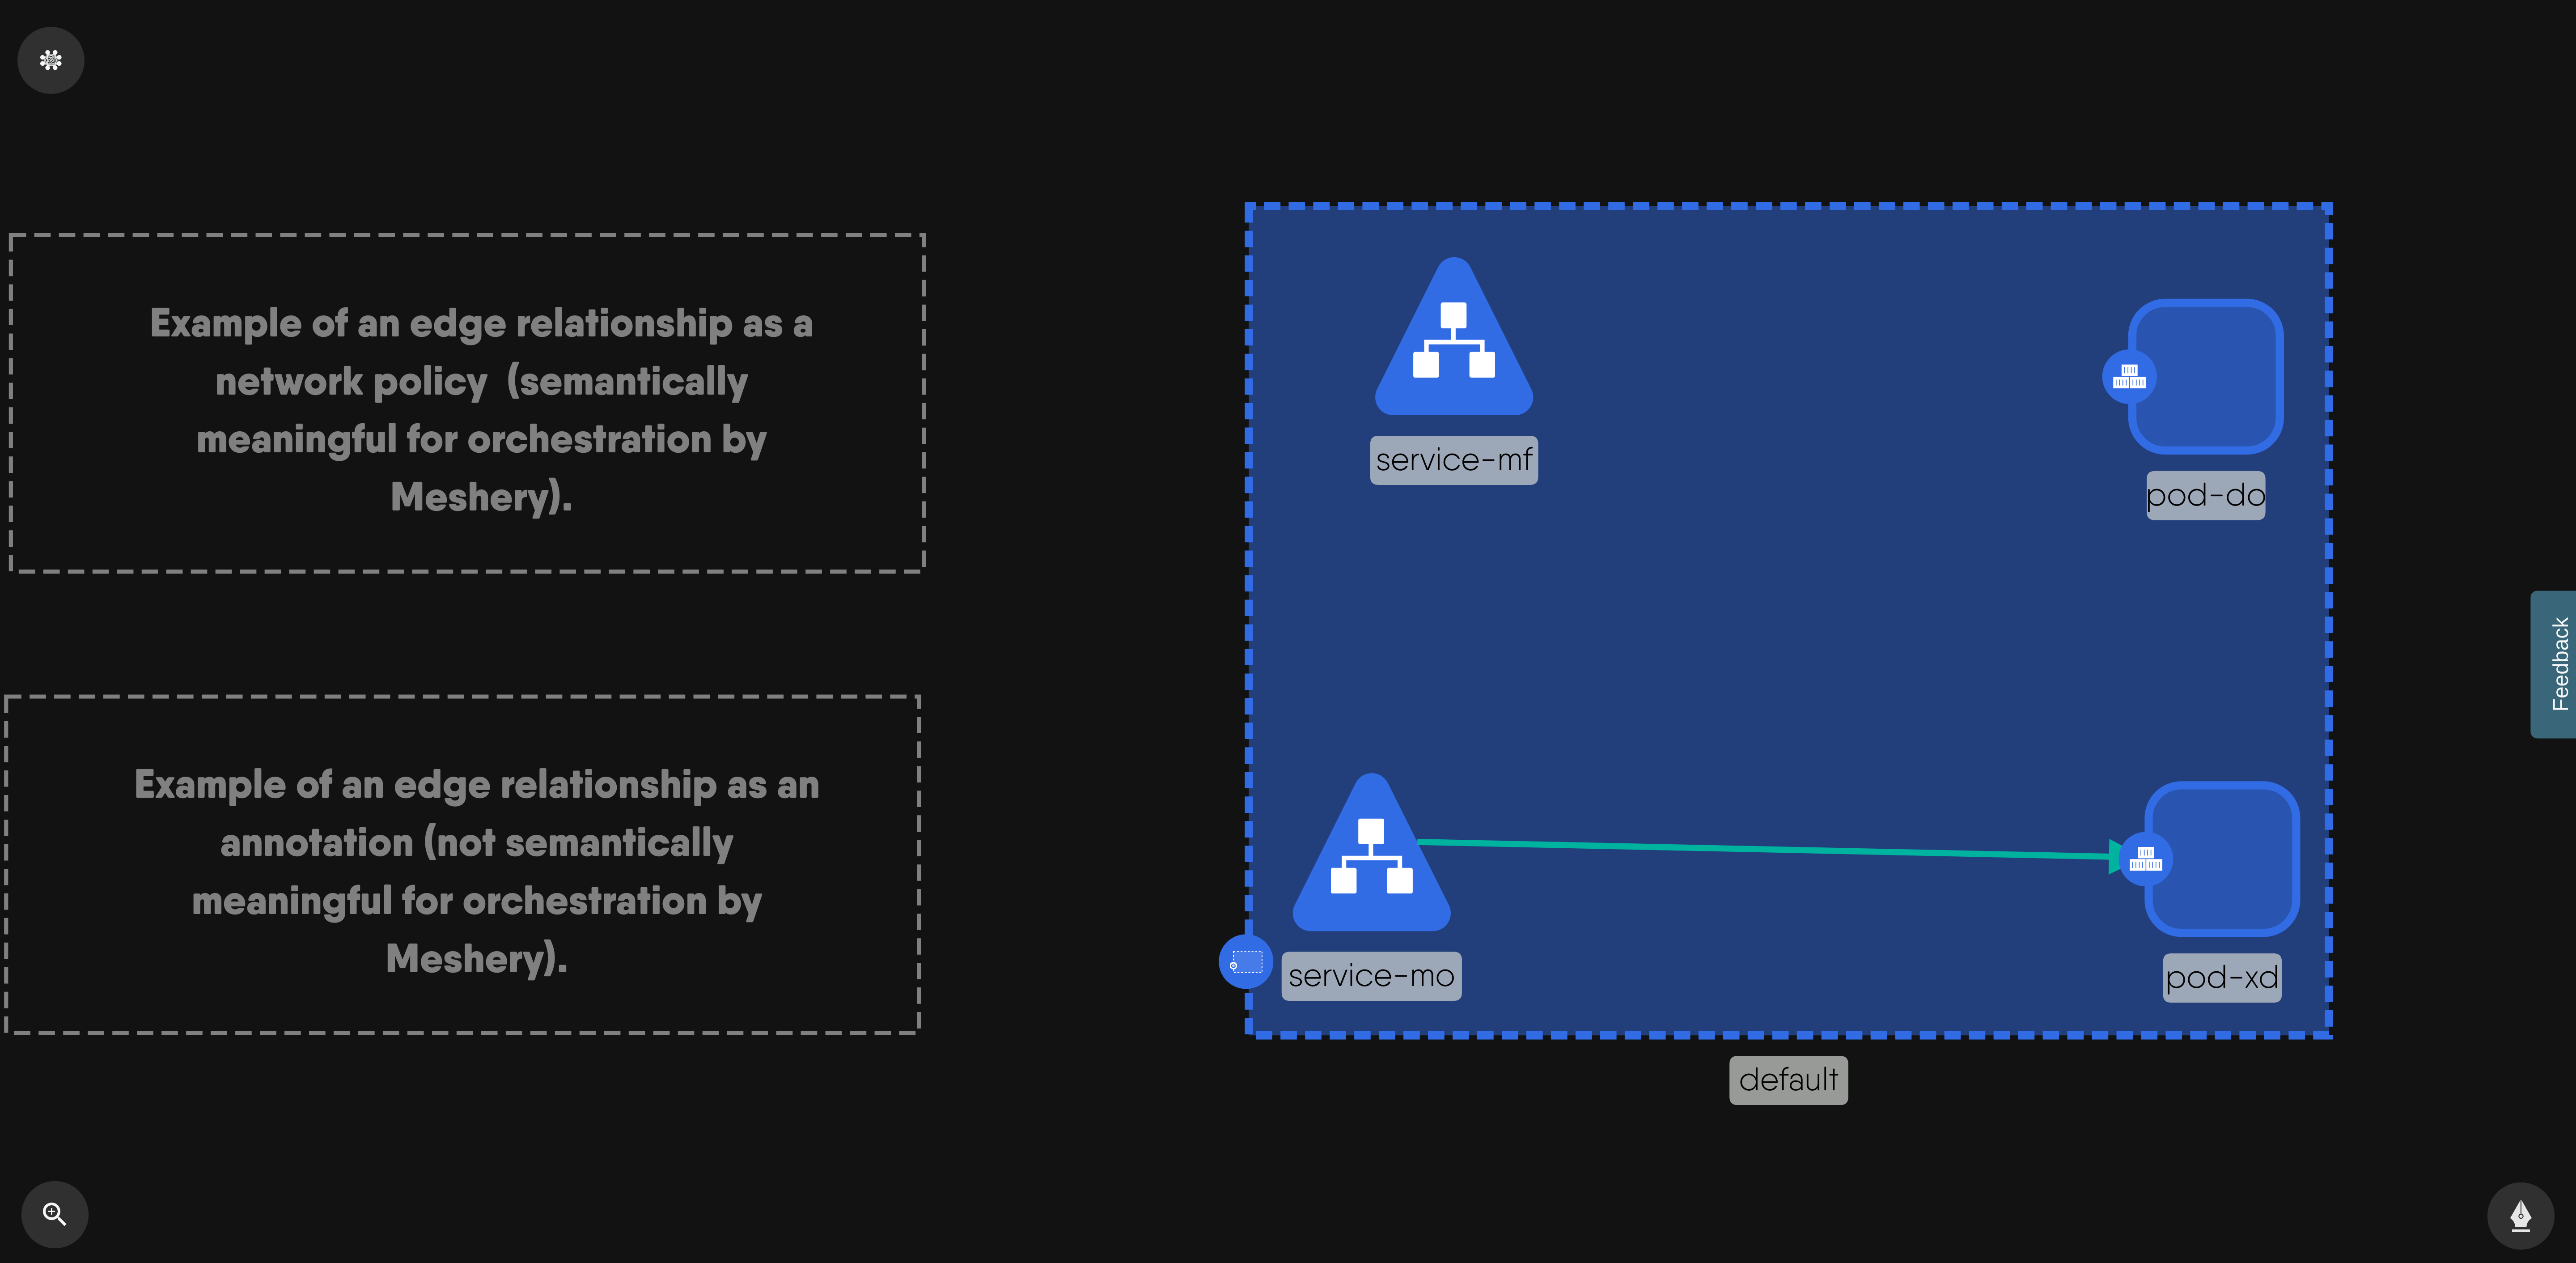 Example of an edge relationship as a
network policy  (semantically
meaningful for orchestration by
Meshery).
Example of an edge relationship as an
annotation (not semantically
meaningful for orchestration by
Meshery).
service-mf
pod-do
service-mo
pod-xd
default
Feedback